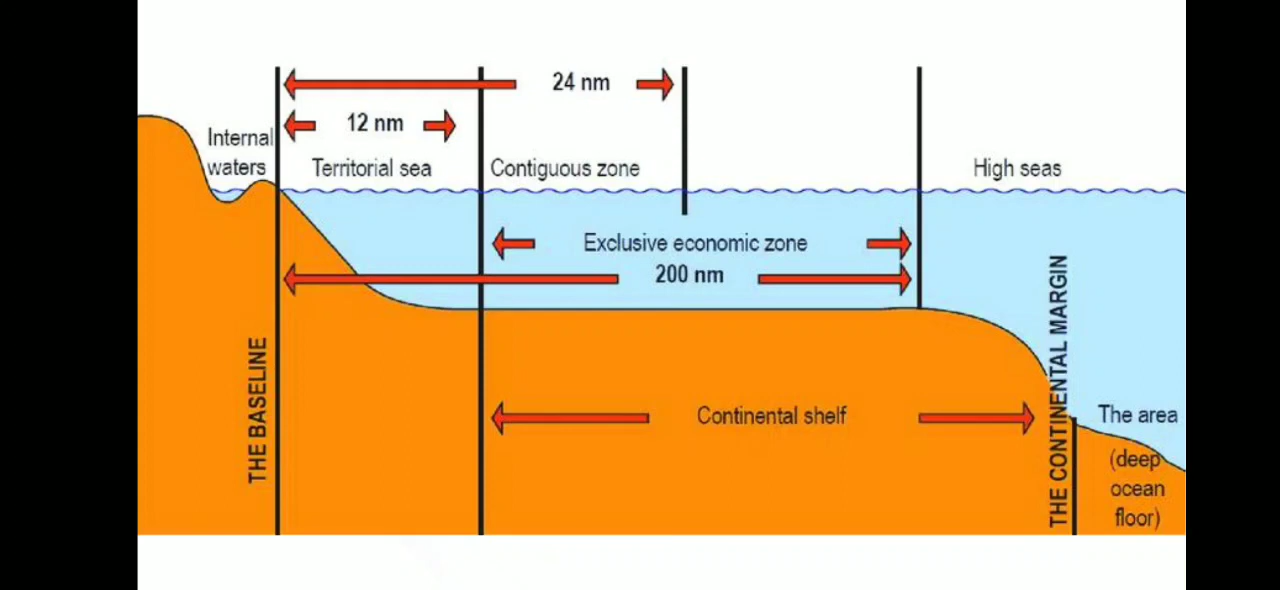 24 nm
12 nm
Internal
waters
Territorial sea
Contiguous zone
High seas
Exclusive economic zone
200 nm
THE BASELINE
Continental shelf
THE CONTINENTAL MARGIN
The area
(deep
ocean
floor)